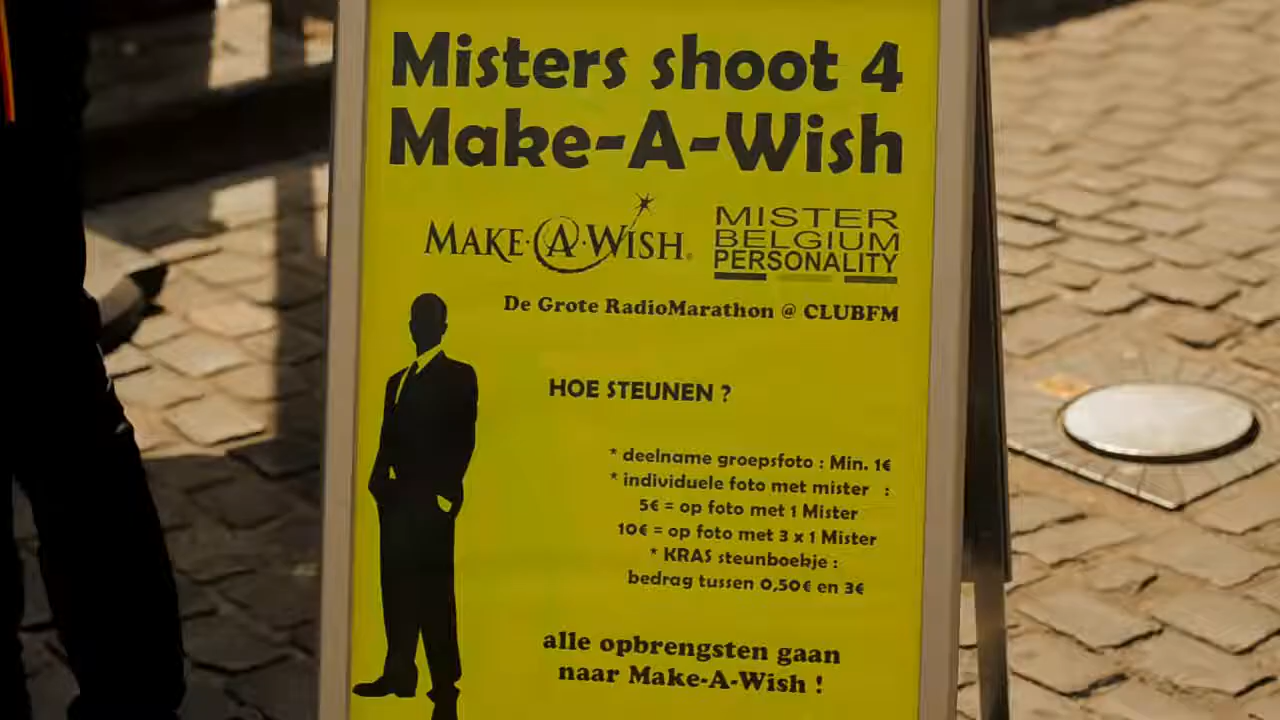 Misters shoot 4
Make-A-Wish
MAKE·A·WISH®
MISTER
BELGIUM
PERSONALITY
De Grote RadioMarathon @ CLUBFM
HOE STEUNEN ?
* deelname groepsfoto : Min. 1€
* individuele foto met mister :
5€ = op foto met 1 Mister
10€ = op foto met 3 x 1 Mister
* KRAS steunboekje :
bedrag tussen 0,50€ en 3€
alle opbrengsten gaan
naar Make-A-Wish !